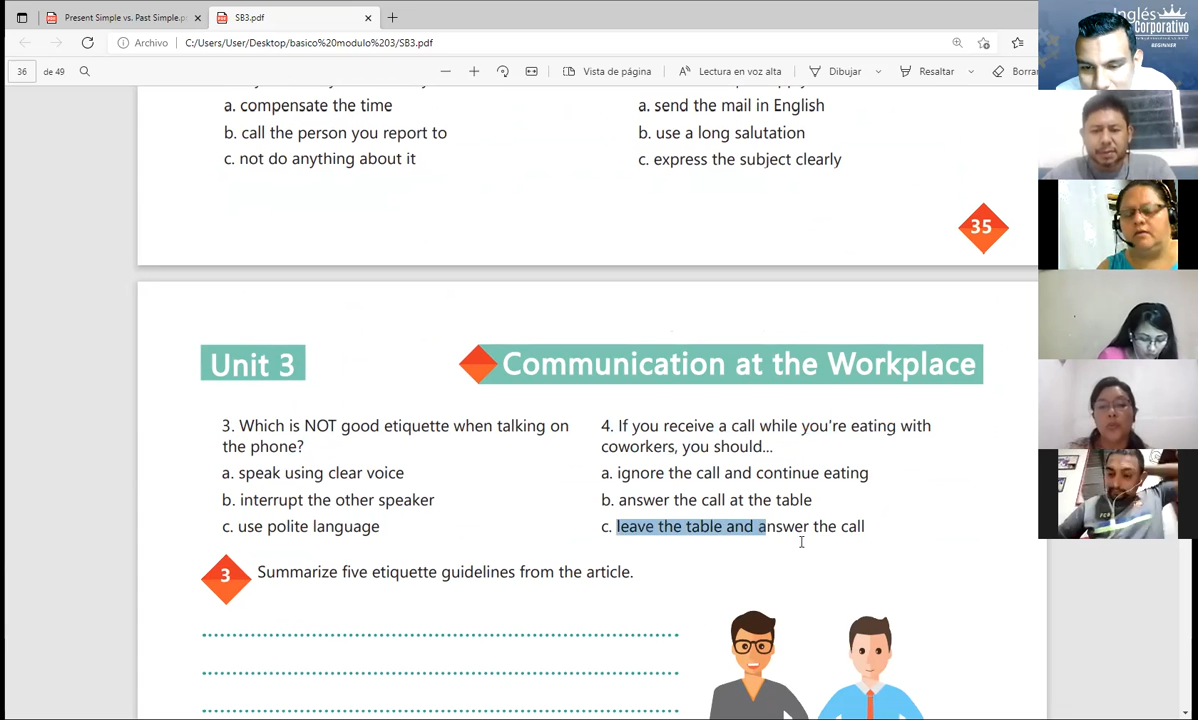 Present Simple vs. Past Simple.p
SB3.pdf
Archivo
C:/Users/User/Desktop/basico%20modulo%203/SB3.pdf
36
de 49
Vista de página
Lectura en voz alta
Dibujar
Resaltar
Borrar
Inglés
Corporativo
BEGINNER
a. compensate the time
b. call the person you report to
c. not do anything about it
a. send the mail in English
b. use a long salutation
c. express the subject clearly
35
Unit 3
Communication at the Workplace
3. Which is NOT good etiquette when talking on
the phone?
a. speak using clear voice
b. interrupt the other speaker
c. use polite language
4. If you receive a call while you're eating with
coworkers, you should...
a. ignore the call and continue eating
b. answer the call at the table
c. leave the table and answer the call
3
Summarize five etiquette guidelines from the article.